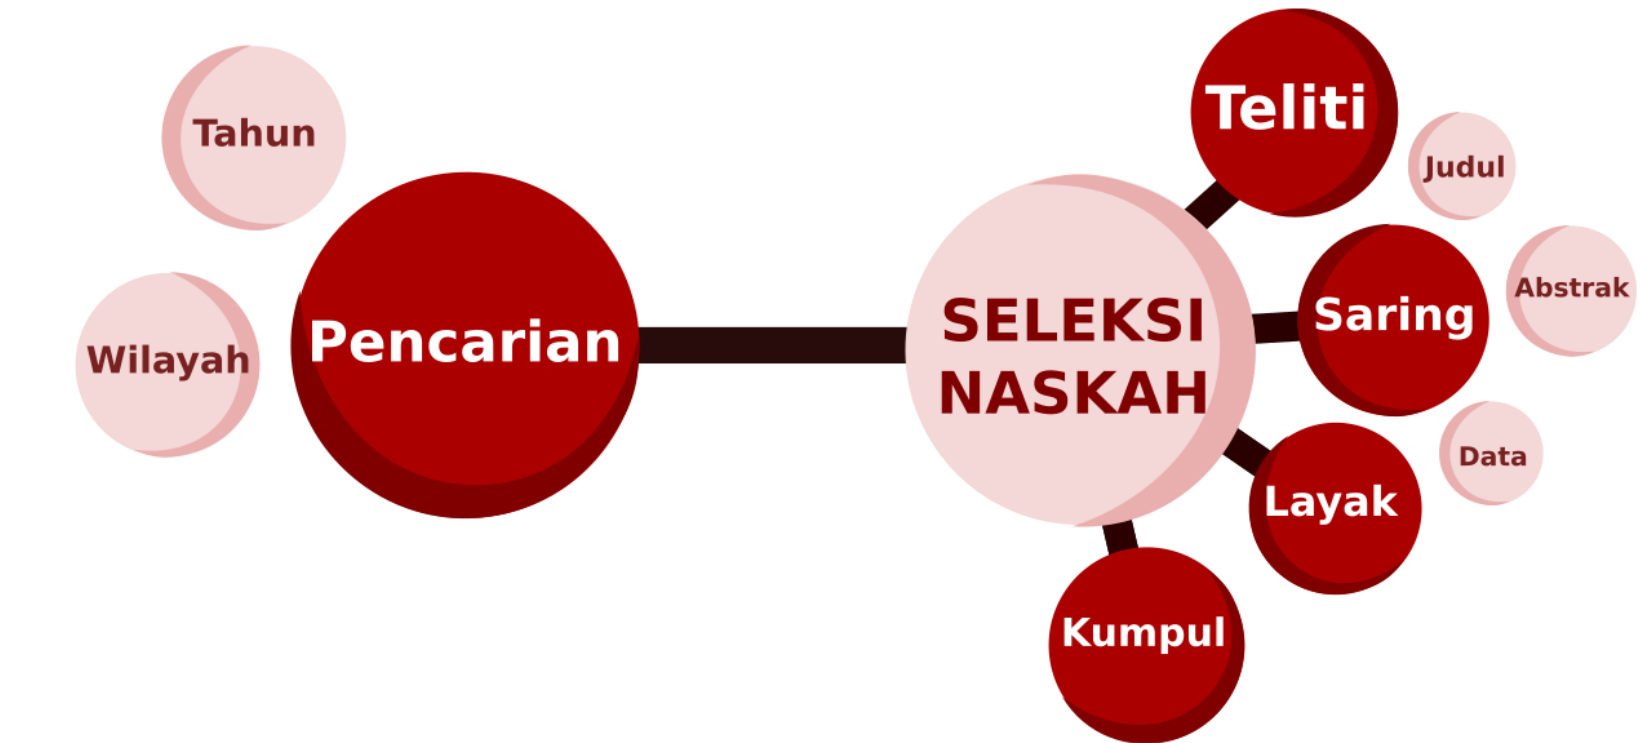 Tahun
Wilayah
Pencarian
SELEKSI
NASKAH
Teliti
Judul
Saring
Abstrak
Layak
Data
Kumpul